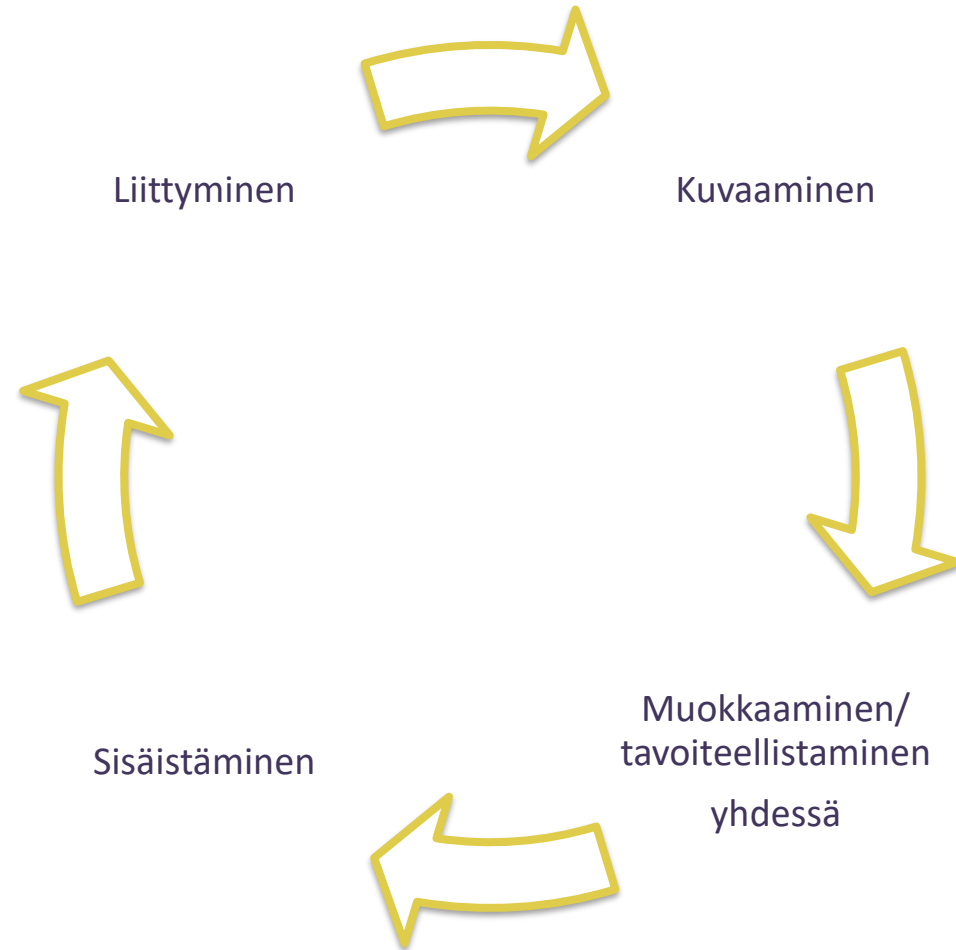 Liittyminen
Kuvaaminen
Muokkaaminen/
tavoiteellistaminen
yhdessä
Sisäistäminen